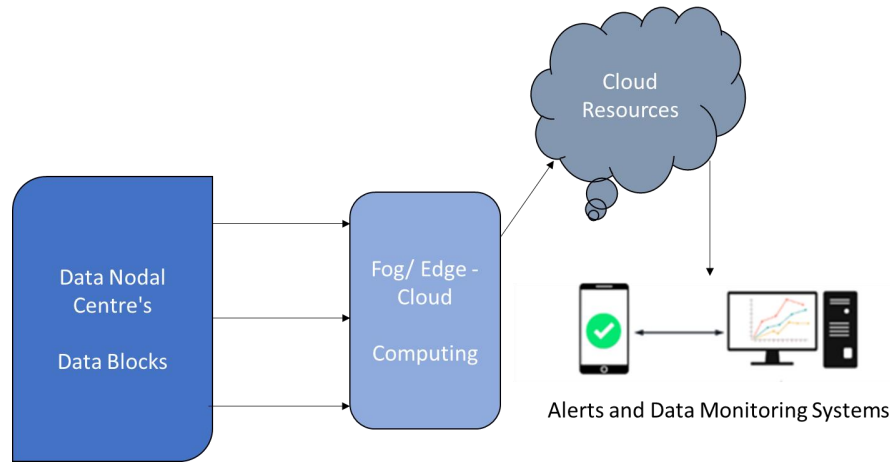 Cloud
Resources
Data Nodal
Centre's
Data Blocks
Fog/ Edge -
Cloud
Computing
Alerts and Data Monitoring Systems